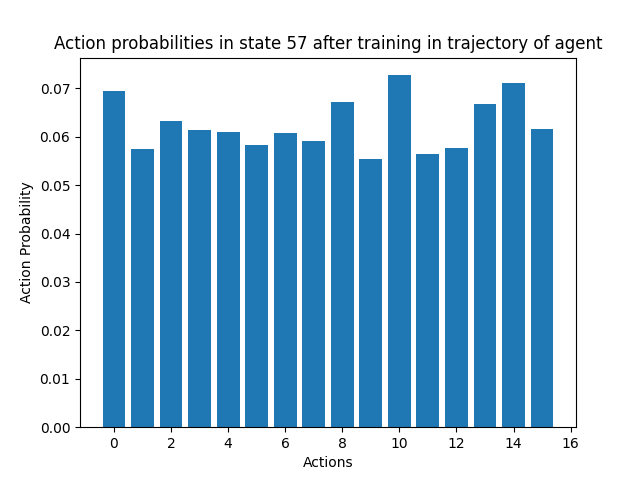 Action probabilities in state 57 after training in trajectory of agent
0.07
0.06
0.05
0.04
0.03
0.02
0.01
0.00
Action Probability
0 2 4 6 8 10 12 14 16
Actions